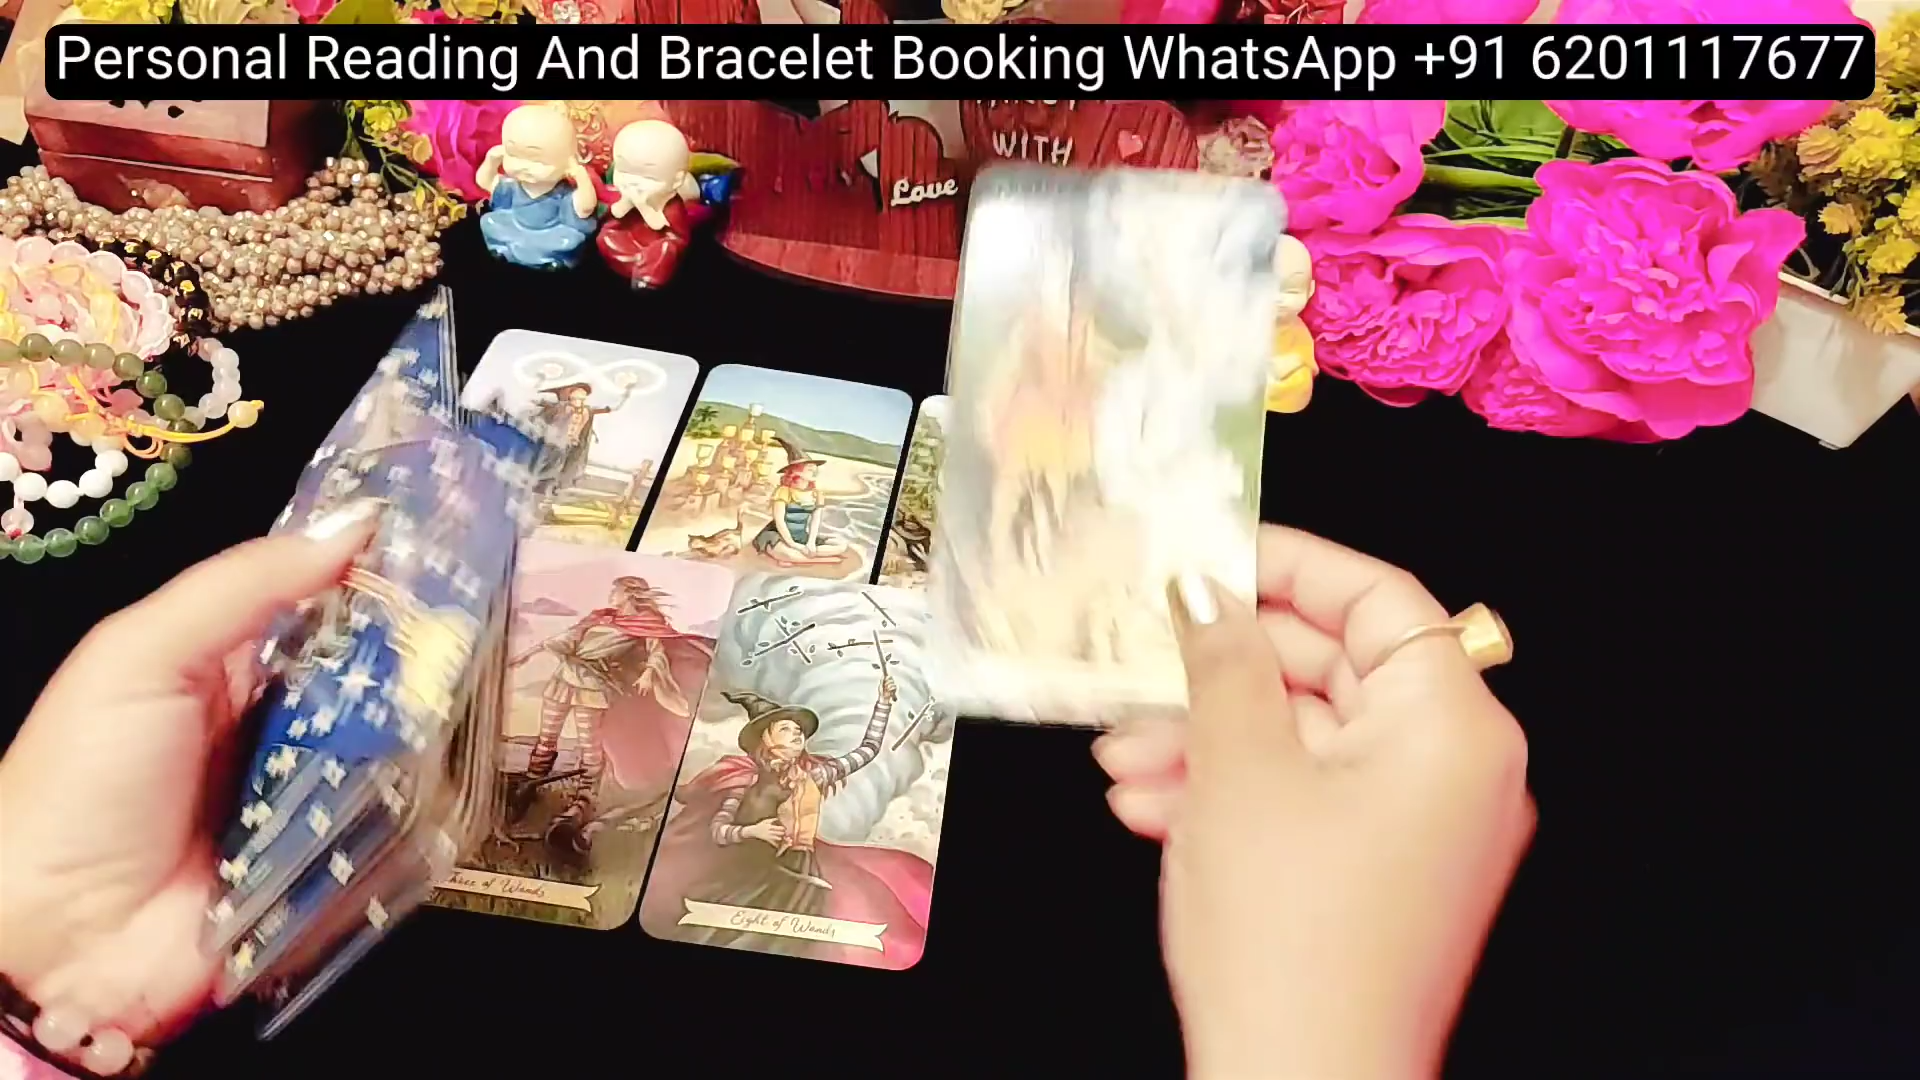 Personal Reading And Bracelet Booking WhatsApp +91 6201117677
WITH
Love
Three of Wands
Eight of Wands